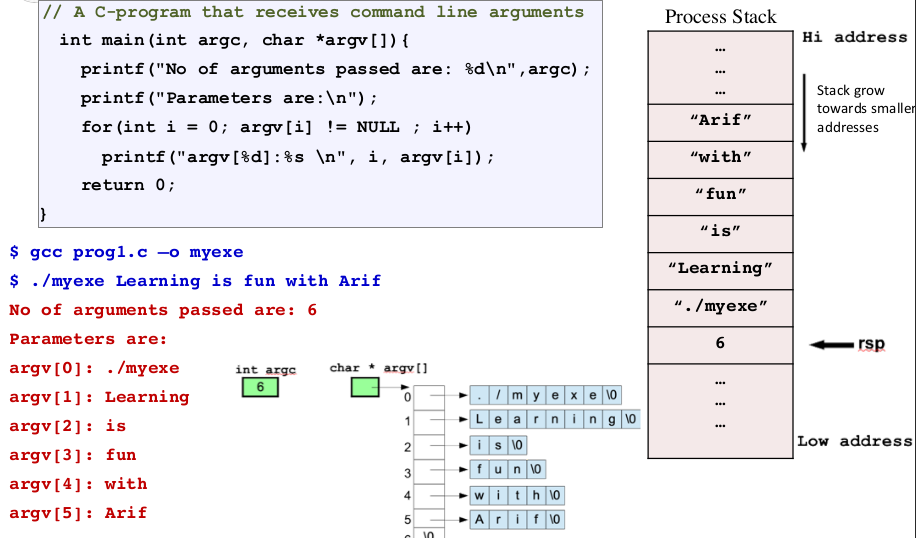 // A C-program that receives command line arguments
int main(int argc, char *argv[]){
printf("No of arguments passed are: %d\n",argc);
printf("Parameters are:\n");
for(int i = 0; argv[i] != NULL ; i++)
printf("argv[%d]:%s \n", i, argv[i]);
return 0;
}
$ gcc prog1.c –o myexe
$ ./myexe Learning is fun with Arif
No of arguments passed are: 6
Parameters are:
argv[0]: ./myexe
argv[1]: Learning
argv[2]: is
argv[3]: fun
argv[4]: with
argv[5]: Arif
int argc
6
char * argv[]
0 . / m y e x e \0
1 L e a r n i n g \0
2 i s \0
3 f u n \0
4 w i t h \0
5 A r i f \0
Process Stack
Hi address
…
…
…
Stack grow
towards smaller
addresses
“Arif”
“with”
“fun”
“is”
“Learning”
“./myexe”
6
rsp
…
…
…
Low address